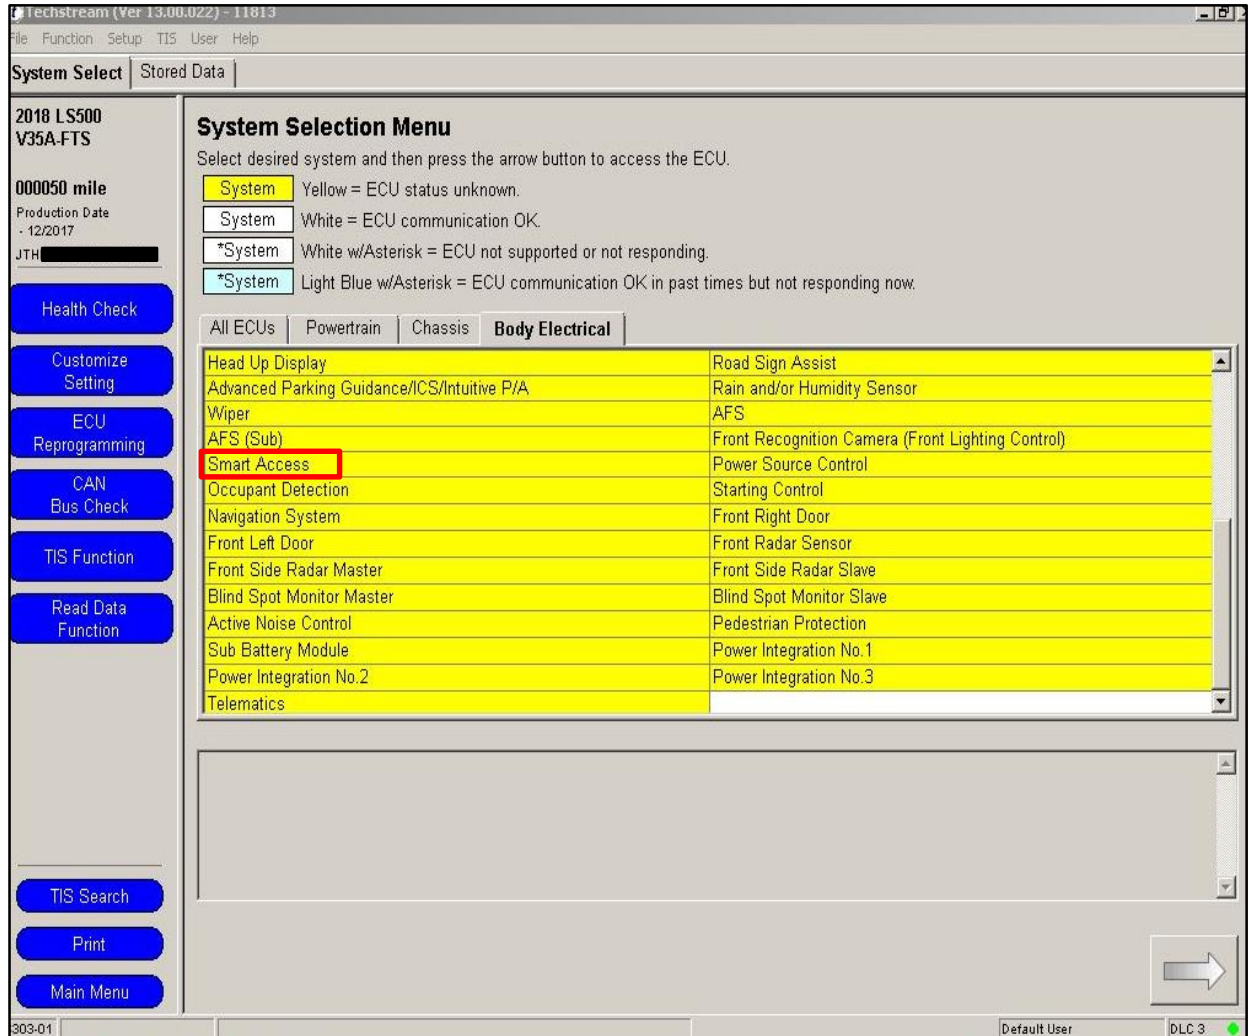 Techstream (Ver 13.00.022) - 11813
File Function Setup TIS User Help
System Select Stored Data
2018 LS500
V35A-FTS
000050 mile
Production Date
- 12/2017
JTH
Health Check
Customize
Setting
ECU
Reprogramming
CAN
Bus Check
TIS Function
Read Data
Function
TIS Search
Print
Main Menu
System Selection Menu
Select desired system and then press the arrow button to access the ECU.
System Yellow = ECU status unknown.
System White = ECU communication OK.
*System White w/Asterisk = ECU not supported or not responding.
*System Light Blue w/Asterisk = ECU communication OK in past times but not responding now.
All ECUs Powertrain Chassis Body Electrical
Head Up Display Road Sign Assist
Advanced Parking Guidance/ICS/Intuitive P/A Rain and/or Humidity Sensor
Wiper AFS
AFS (Sub) Front Recognition Camera (Front Lighting Control)
Smart Access Power Source Control
Occupant Detection Starting Control
Navigation System Front Right Door
Front Left Door Front Radar Sensor
Front Side Radar Master Front Side Radar Slave
Blind Spot Monitor Master Blind Spot Monitor Slave
Active Noise Control Pedestrian Protection
Sub Battery Module Power Integration No.1
Power Integration No.2 Power Integration No.3
Telematics
303-01 Default User DLC 3